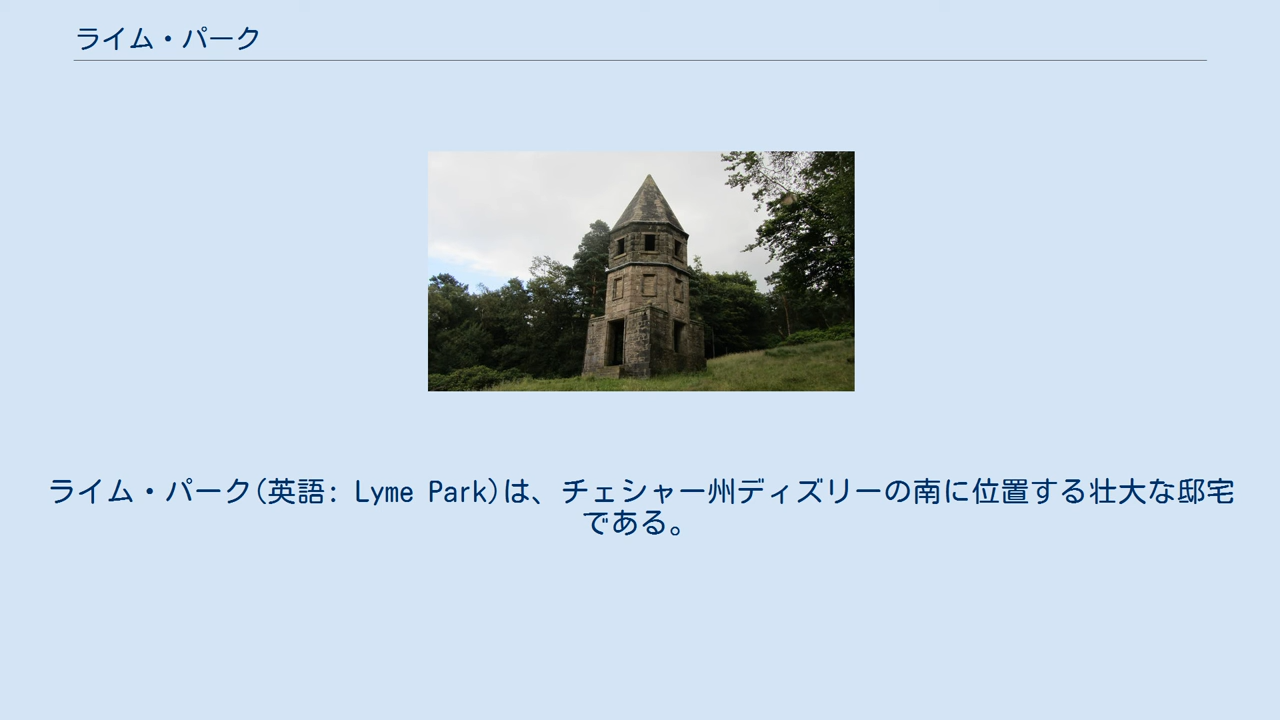 ライム・パーク
ライム・パーク(英語: Lyme Park)は、チェシャー州ディズリーの南に位置する壮大な邸宅
である。